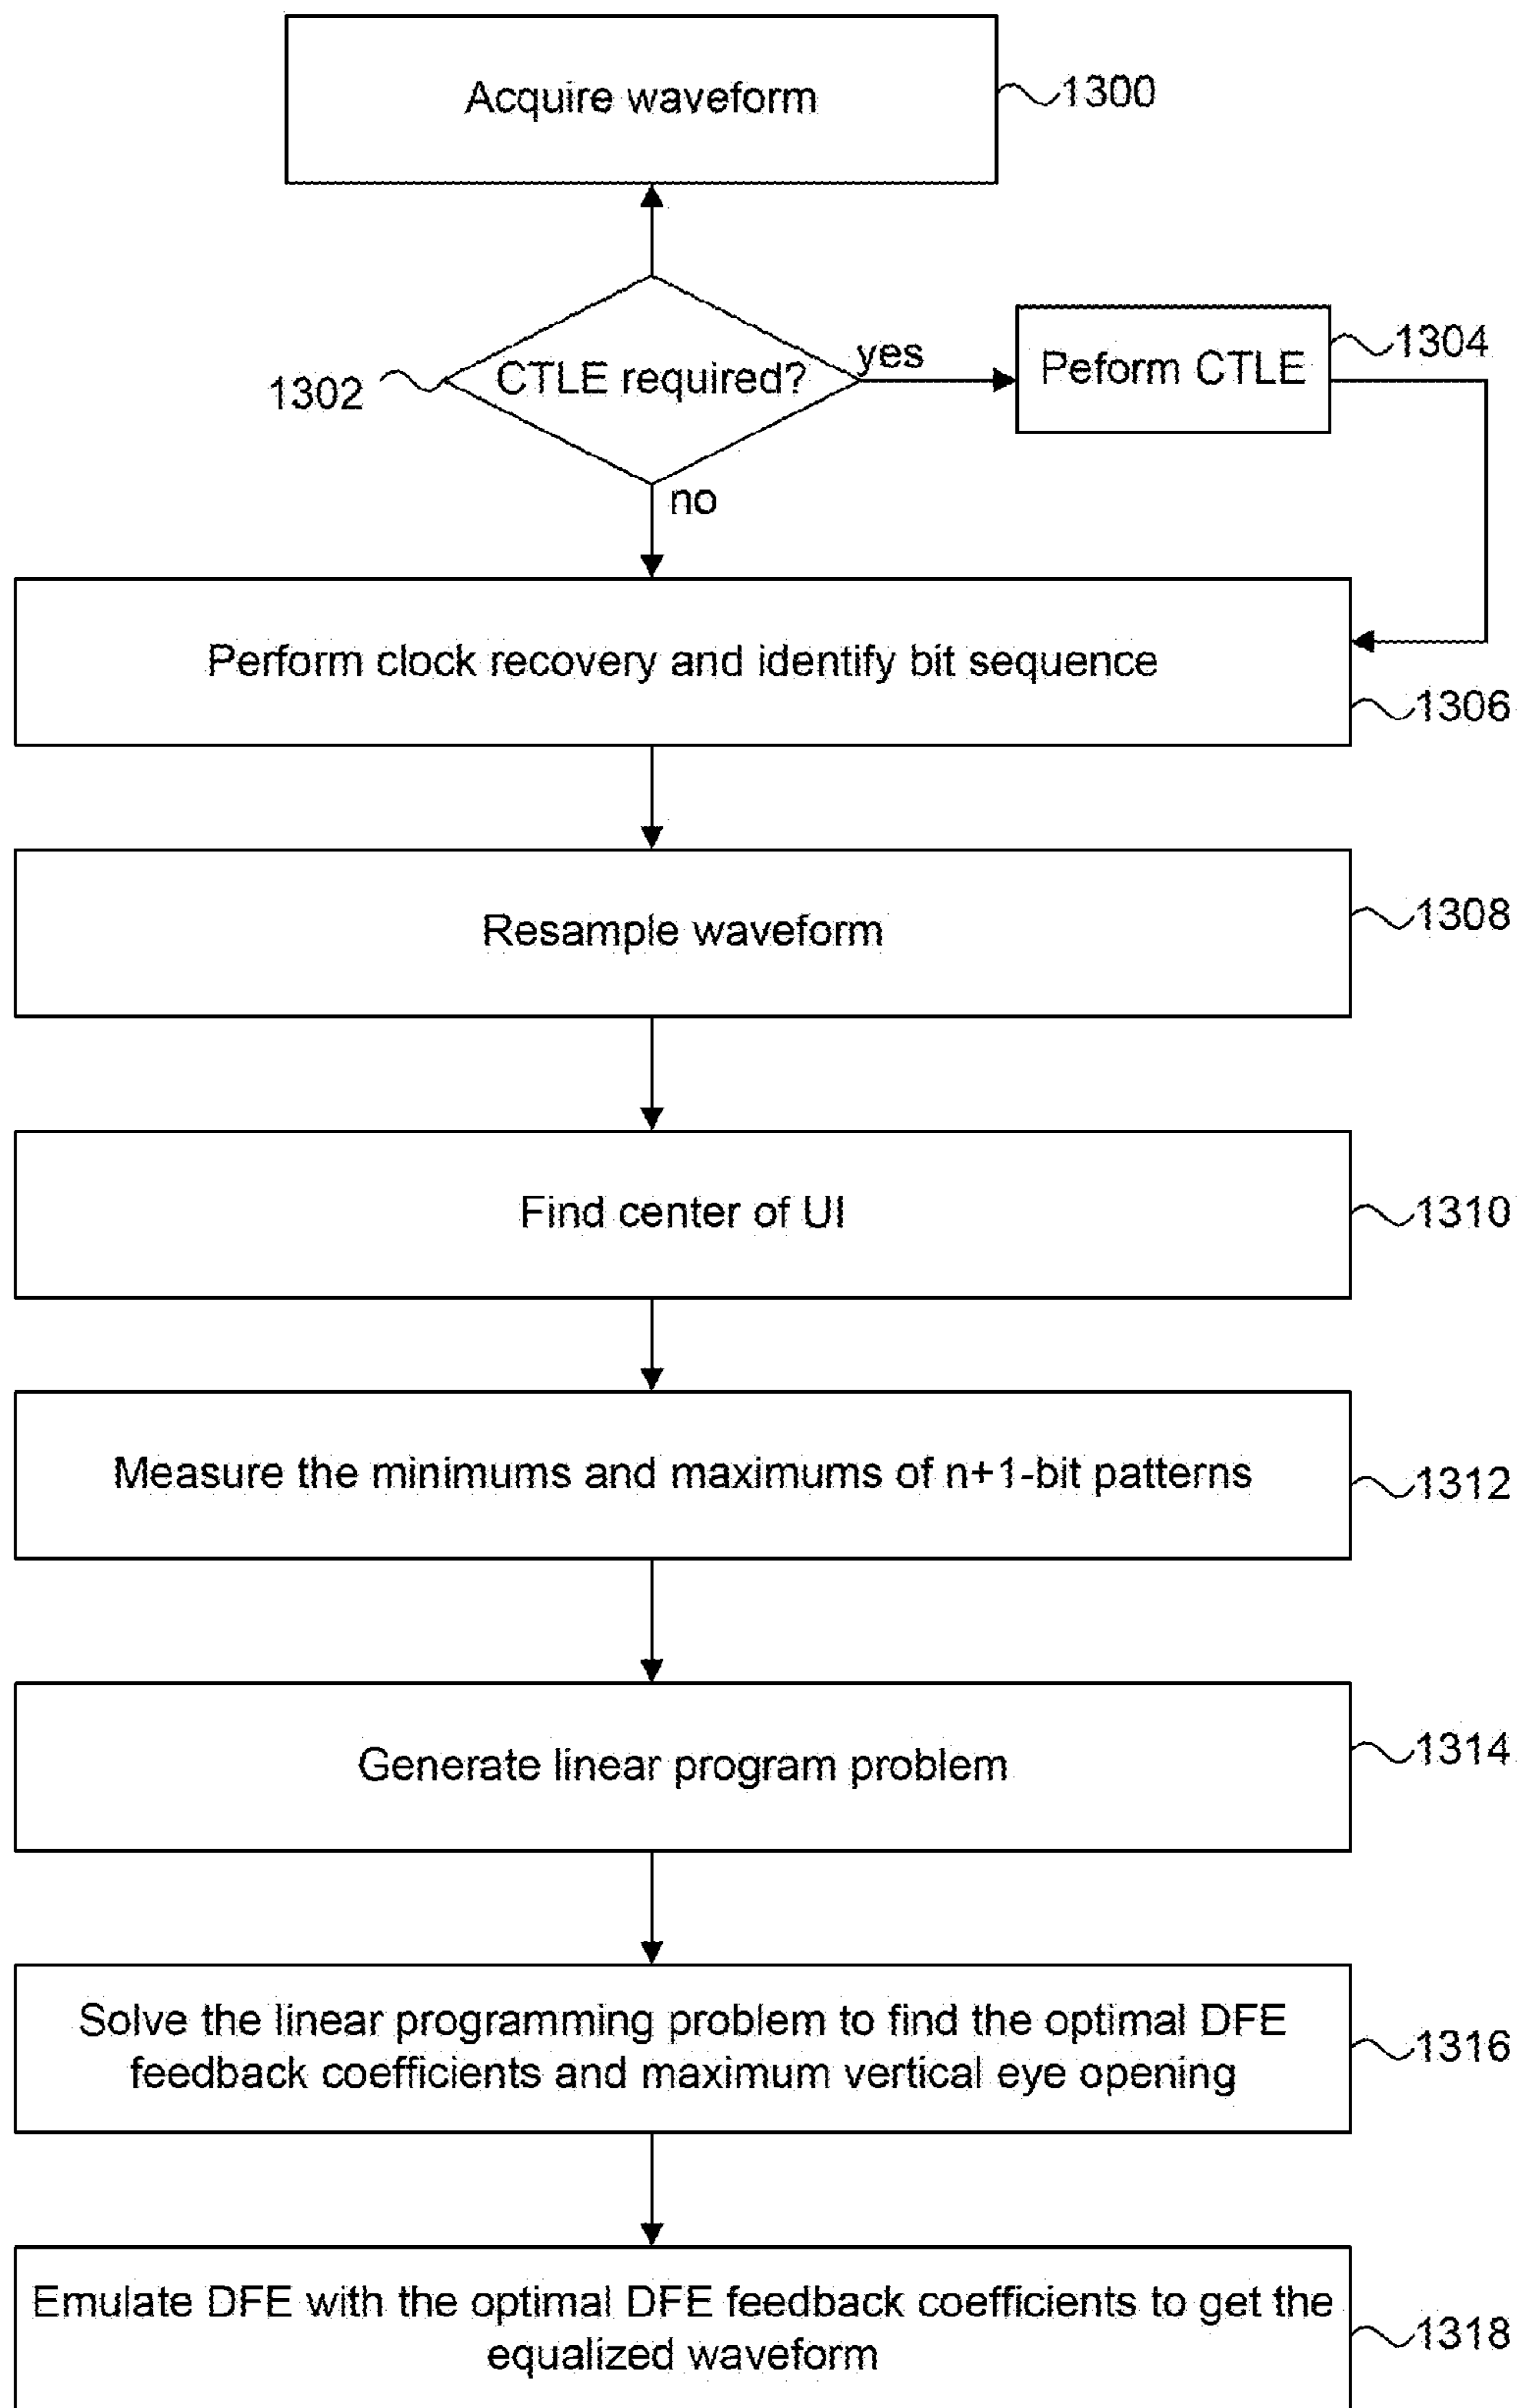 Acquire waveform
1300
CTLE required?
1302
yes
Peform CTLE
1304
no
Perform clock recovery and identify bit sequence
1306
Resample waveform
1308
Find center of UI
1310
Measure the minimums and maximums of n+1-bit patterns
1312
Generate linear program problem
1314
Solve the linear programming problem to find the optimal DFE
feedback coefficients and maximum vertical eye opening
1316
Emulate DFE with the optimal DFE feedback coefficients to get the
equalized waveform
1318